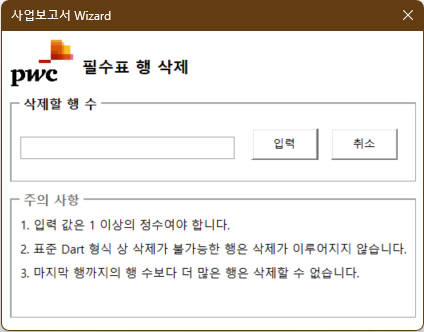 사업보고서 Wizard
pwc 필수표 행 삭제
삭제할 행 수
입력 취소
주의 사항
1. 입력 값은 1 이상의 정수여야 합니다.
2. 표준 Dart 형식 상 삭제가 불가능한 행은 삭제가 이루어지지 않습니다.
3. 마지막 행까지의 행 수보다 더 많은 행은 삭제할 수 없습니다.